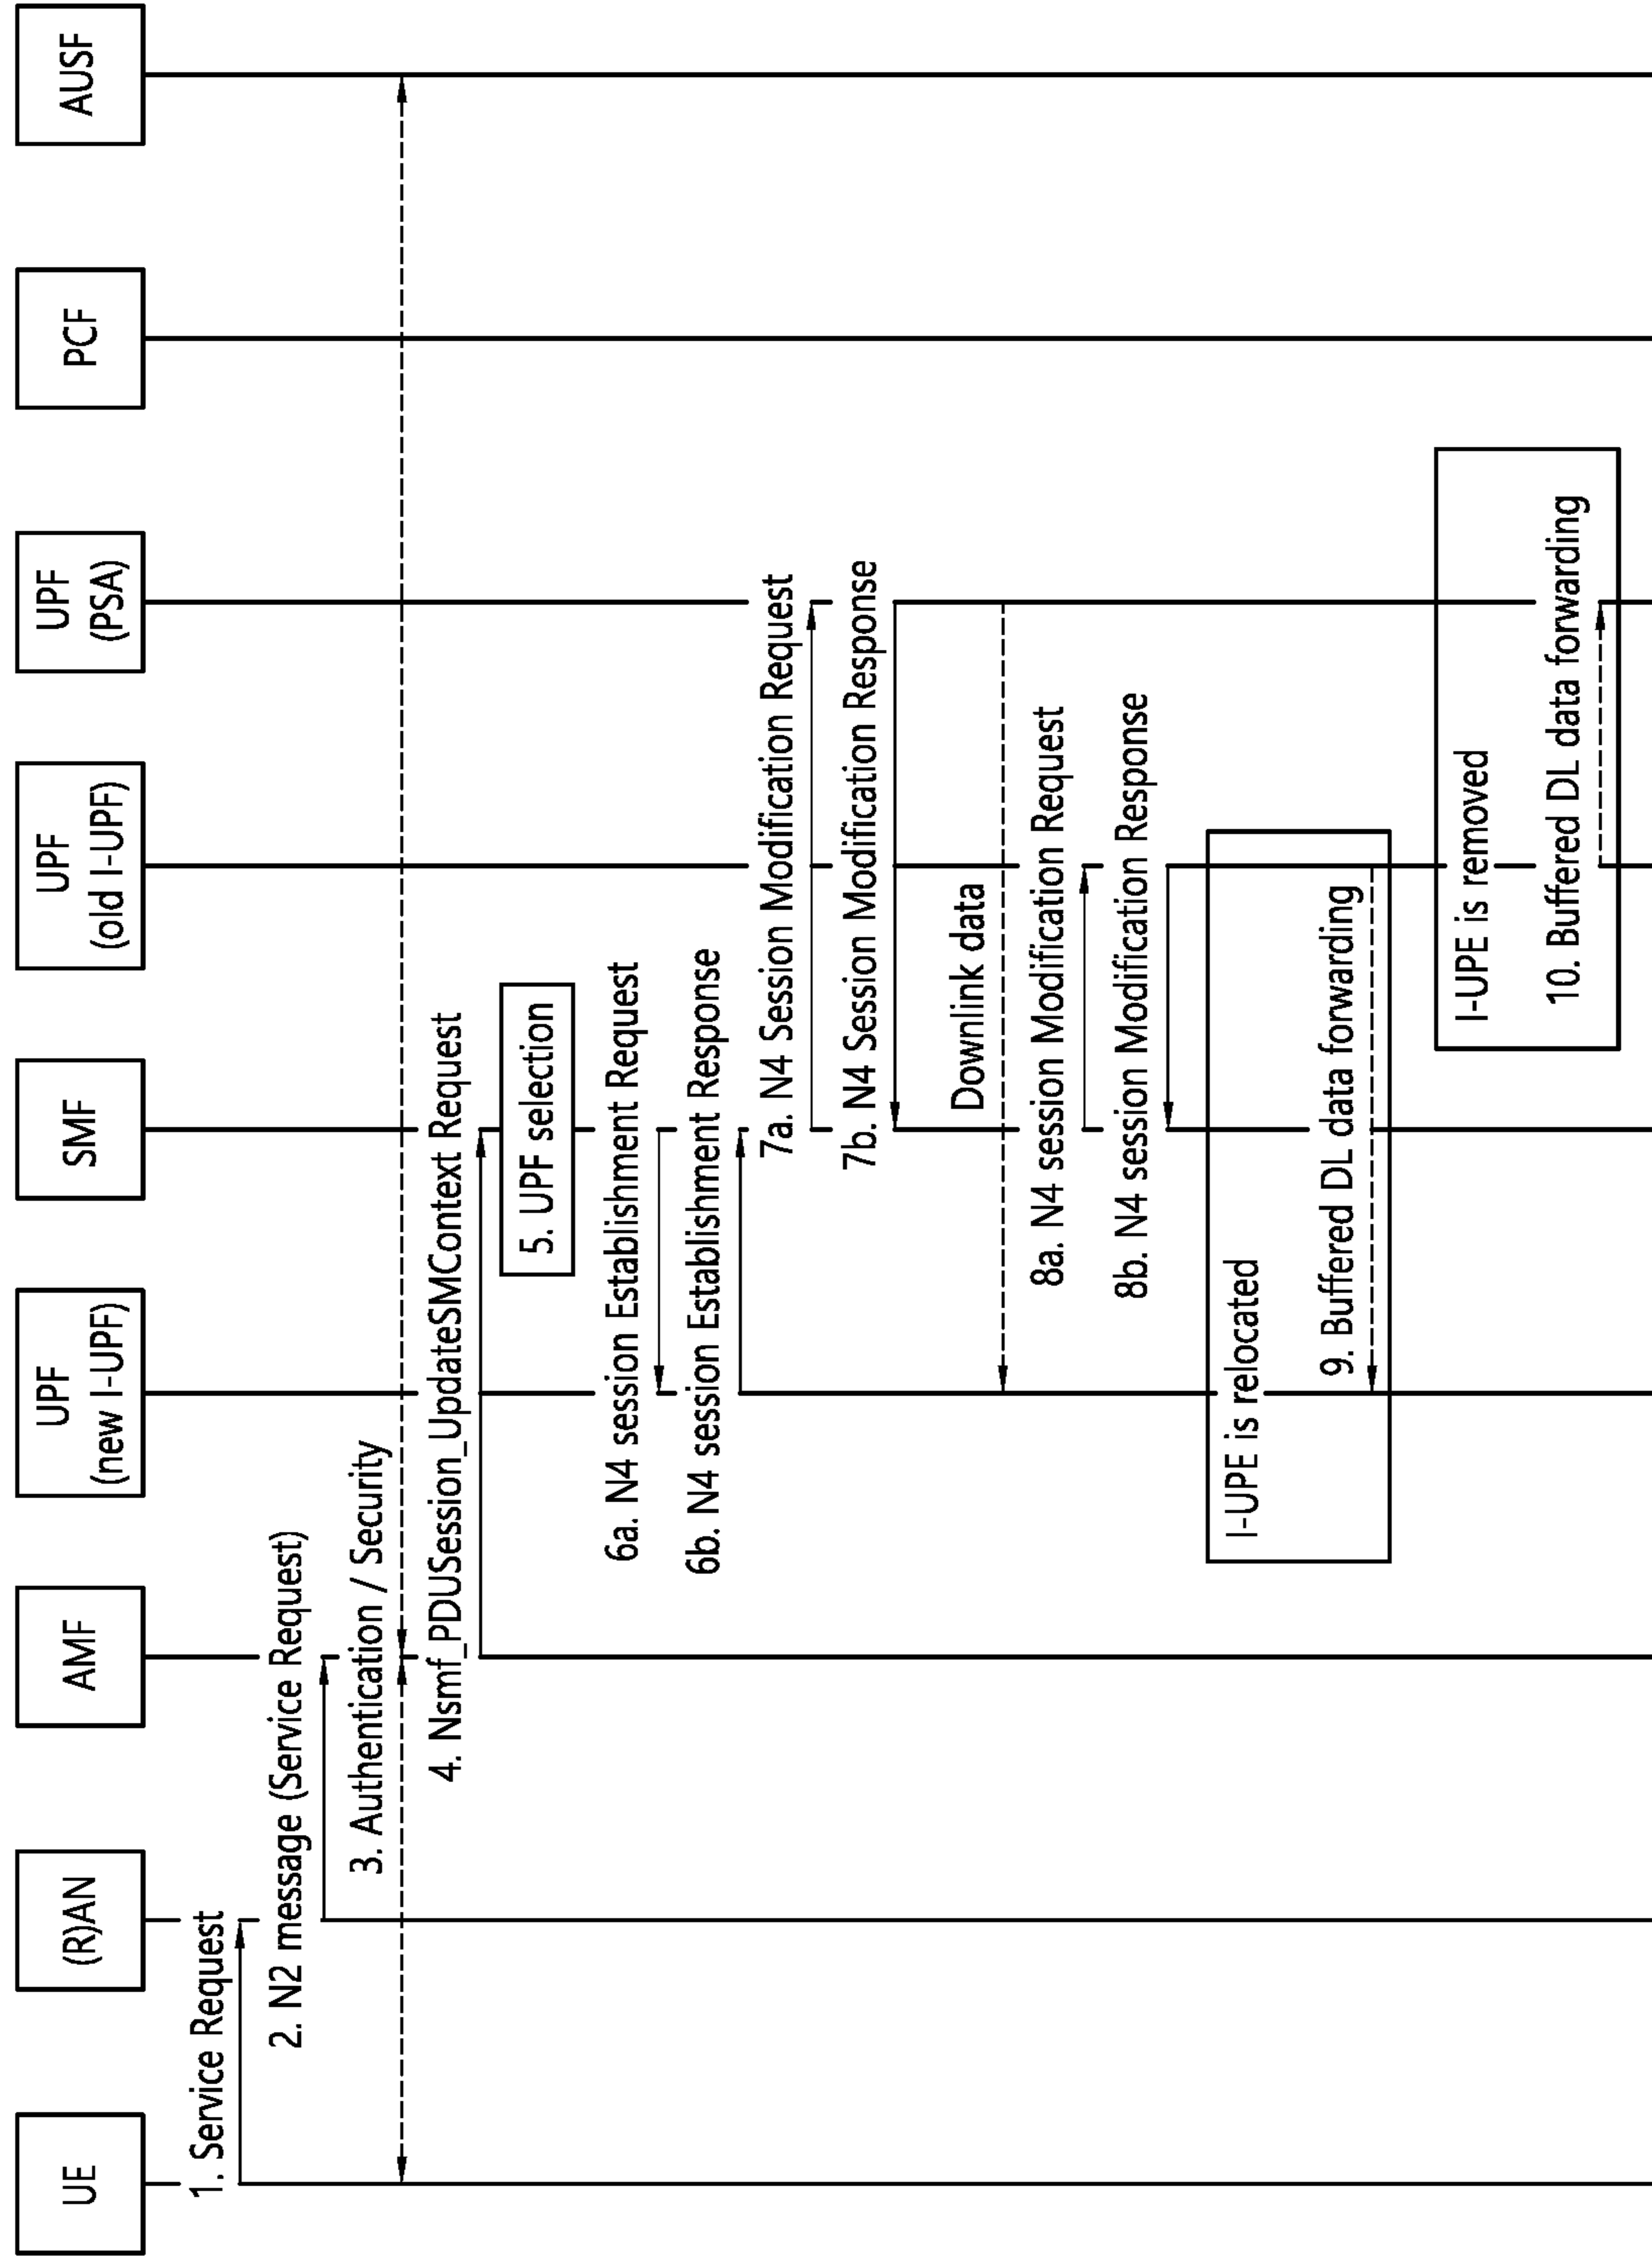 UE
(R)AN
AMF
UPF
(new I-UPF)
SMF
UPF
(old I-UPF)
UPF
(PSA)
PCF
AUSF
1. Service Request
2. N2 message (Service Request)
3. Authentication / Security
4. Nsmf_PDUSession_UpdateSMContext Request
5. UPF selection
6a. N4 session Establishment Request
6b. N4 session Establishment Response
7a. N4 Session Modification Request
7b. N4 Session Modification Response
Downlink data
8a. N4 session Modification Request
8b. N4 session Modification Response
I-UPE is relocated
9. Buffered DL data forwarding
I-UPE is removed
10. Buffered DL data forwarding